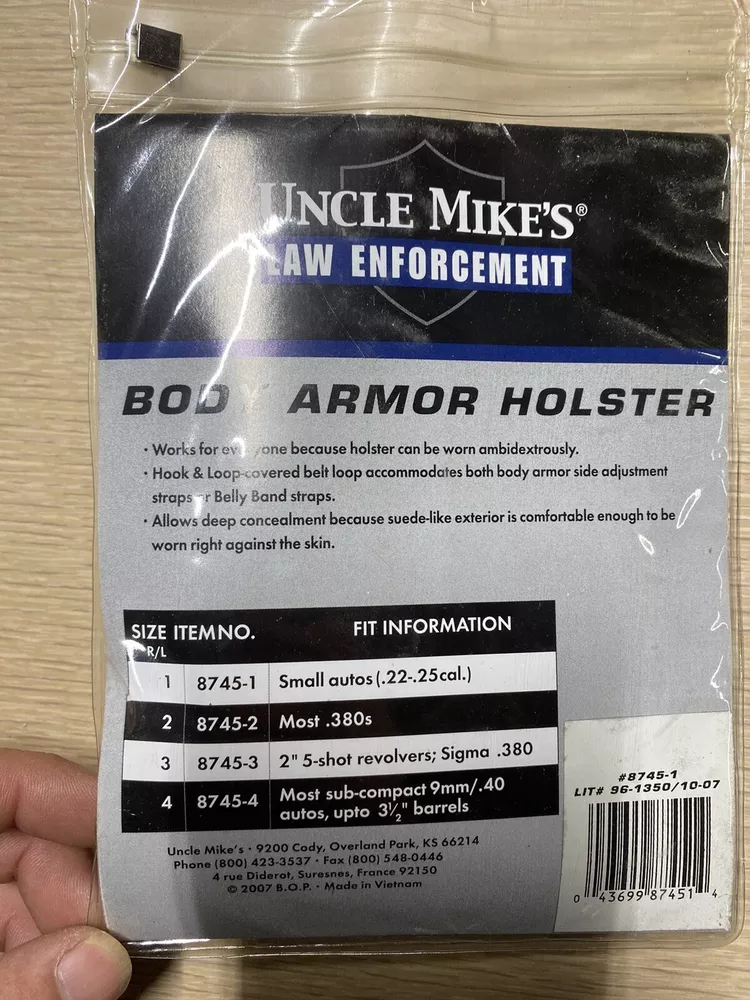 UNCLE MIKE'S®
LAW ENFORCEMENT
BODY ARMOR HOLSTER
· Works for everyone because holster can be worn ambidextrously.
· Hook & Loop-covered belt loop accommodates both body armor side adjustment
straps or Belly Band straps.
· Allows deep concealment because suede-like exterior is comfortable enough to be
worn right against the skin.
SIZE ITEM NO. FIT INFORMATION
R/L
1 8745-1 Small autos (.22-.25cal.)
2 8745-2 Most .380s
3 8745-3 2" 5-shot revolvers; Sigma .380
4 8745-4 Most sub-compact 9mm/.40
autos, upto 3½" barrels
#8745-1
LIT# 96-1350/10-07
0 43699 87451 4
Uncle Mike's · 9200 Cody, Overland Park, KS 66214
Phone (800) 423-3537 · Fax (800) 548-0446
4 rue Diderot, Suresnes, France 92150
© 2007 B.O.P. · Made in Vietnam